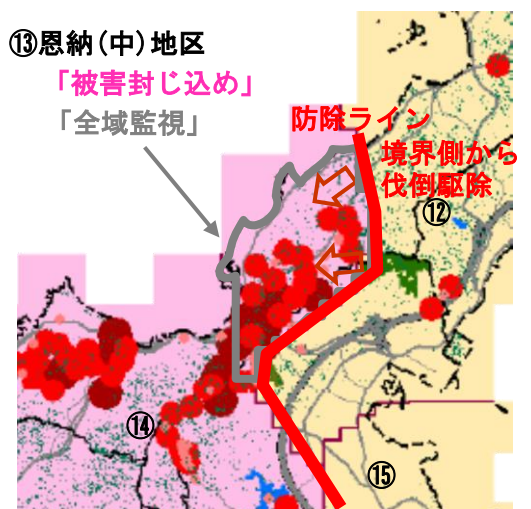 ⑬恩納(中)地区
「被害封じ込め」
「全域監視」
防除ライン
境界側から
伐倒駆除
⑫
⑭
⑮